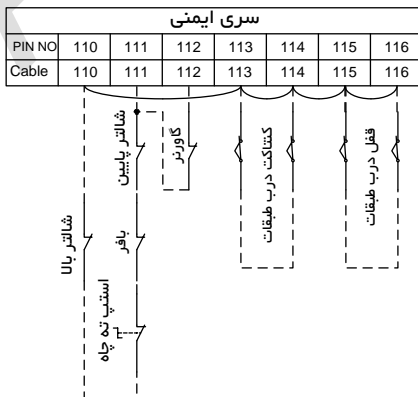 سری ایمنی
PIN NO 110 111 112 113 114 115 116
Cable 110 111 112 113 114 115 116
شالتر پایین
گاورنر
کنتاکت درب طبقات
قفل درب طبقات
شالتر بالا
بافر
استپ ته چاه